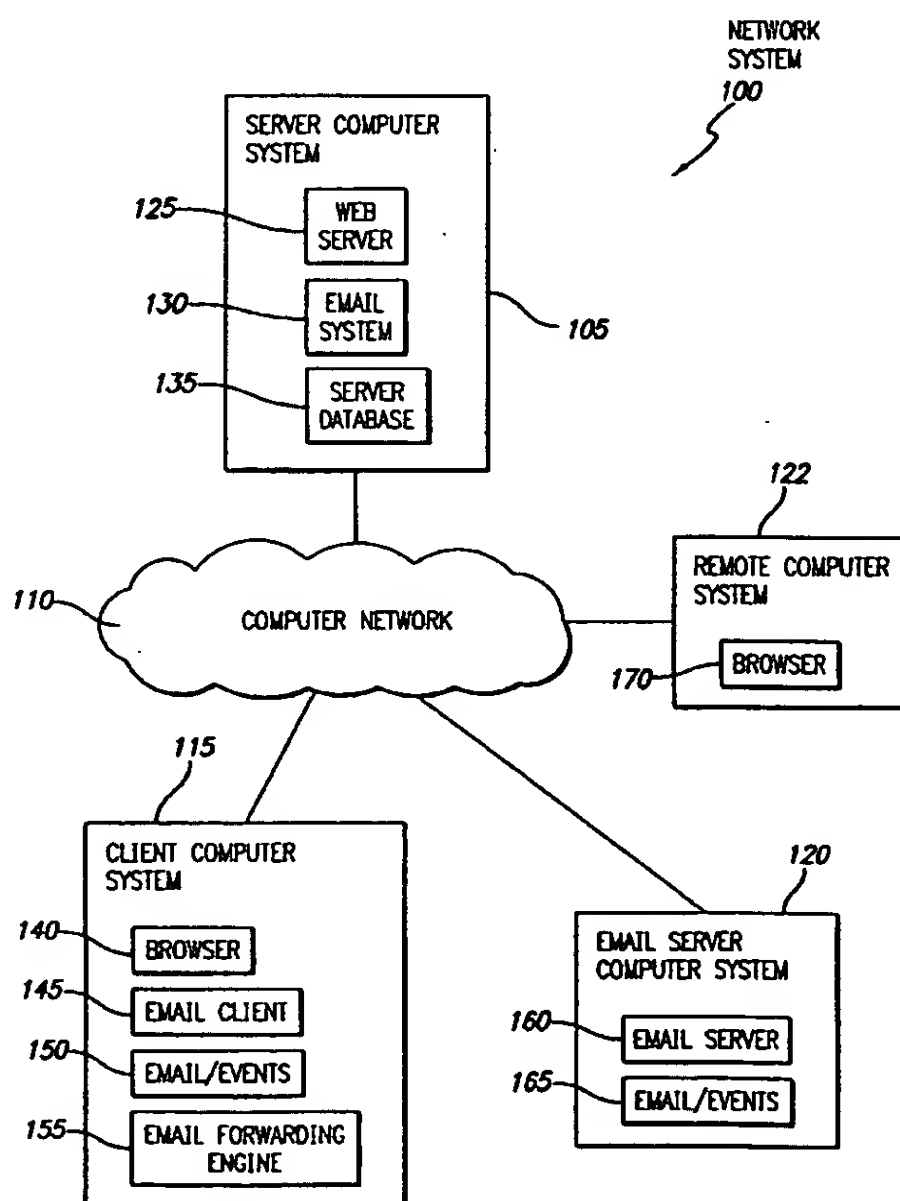 NETWORK
SYSTEM
100
SERVER COMPUTER
SYSTEM
125
WEB
SERVER
130
EMAIL
SYSTEM
105
135
SERVER
DATABASE
122
REMOTE COMPUTER
SYSTEM
110
COMPUTER NETWORK
170
BROWSER
115
CLIENT COMPUTER
SYSTEM
140
BROWSER
145
EMAIL CLIENT
150
EMAIL/EVENTS
155
EMAIL FORWARDING
ENGINE
120
EMAIL SERVER
COMPUTER SYSTEM
160
EMAIL SERVER
165
EMAIL/EVENTS